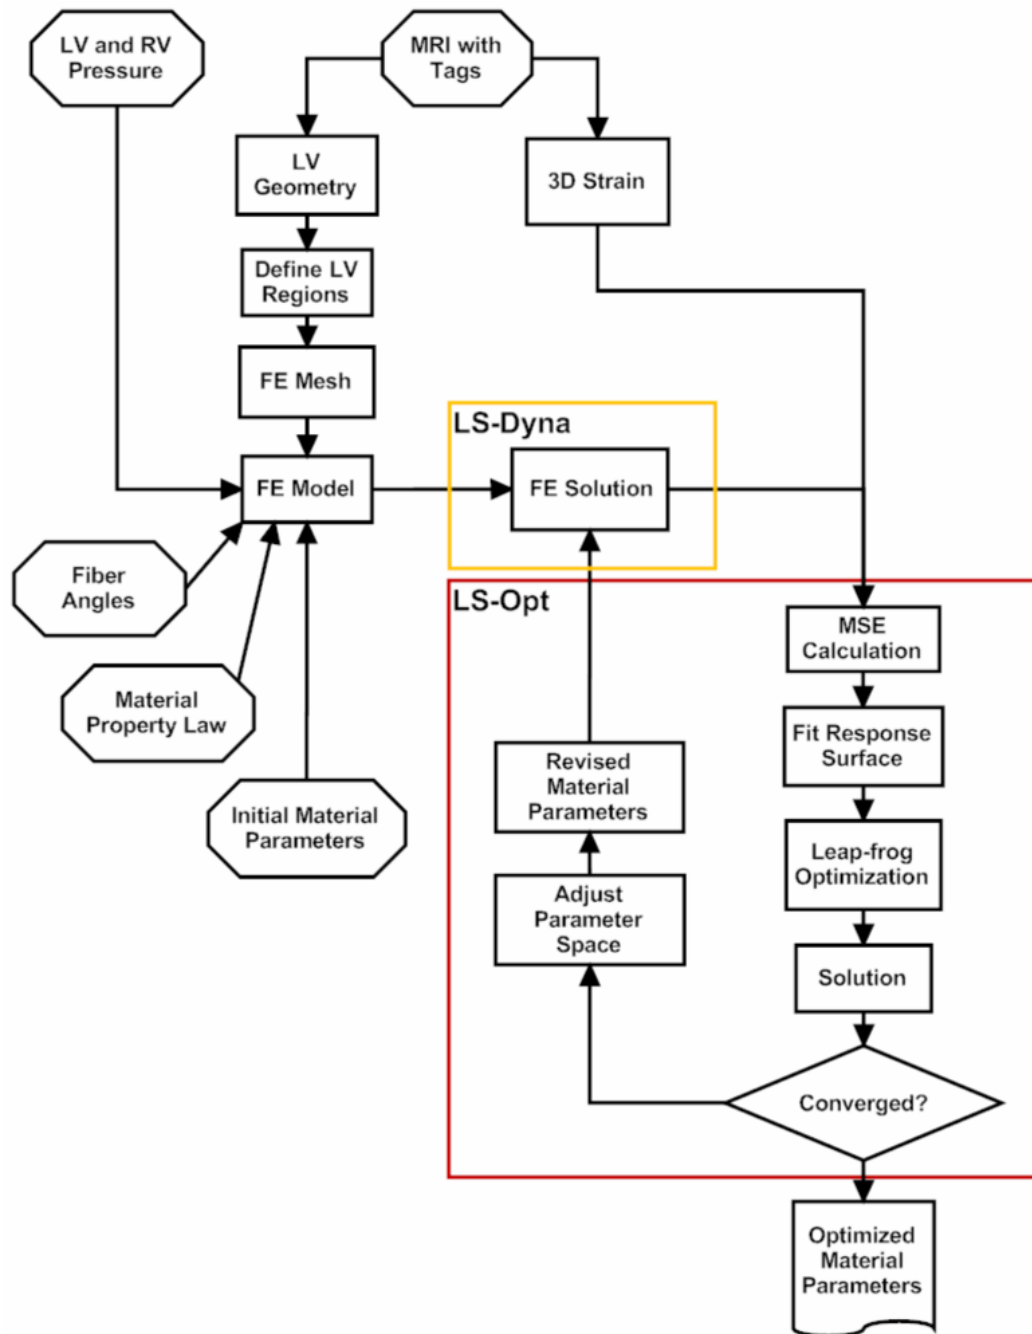 LV and RV
Pressure
MRI with
Tags
LV
Geometry
3D Strain
Define LV
Regions
FE Mesh
LS-Dyna
FE Model
FE Solution
Fiber
Angles
LS-Opt
MSE
Calculation
Material
Property Law
Fit Response
Surface
Revised
Material
Parameters
Initial Material
Parameters
Leap-frog
Optimization
Adjust
Parameter
Space
Solution
Converged?
Optimized
Material
Parameters